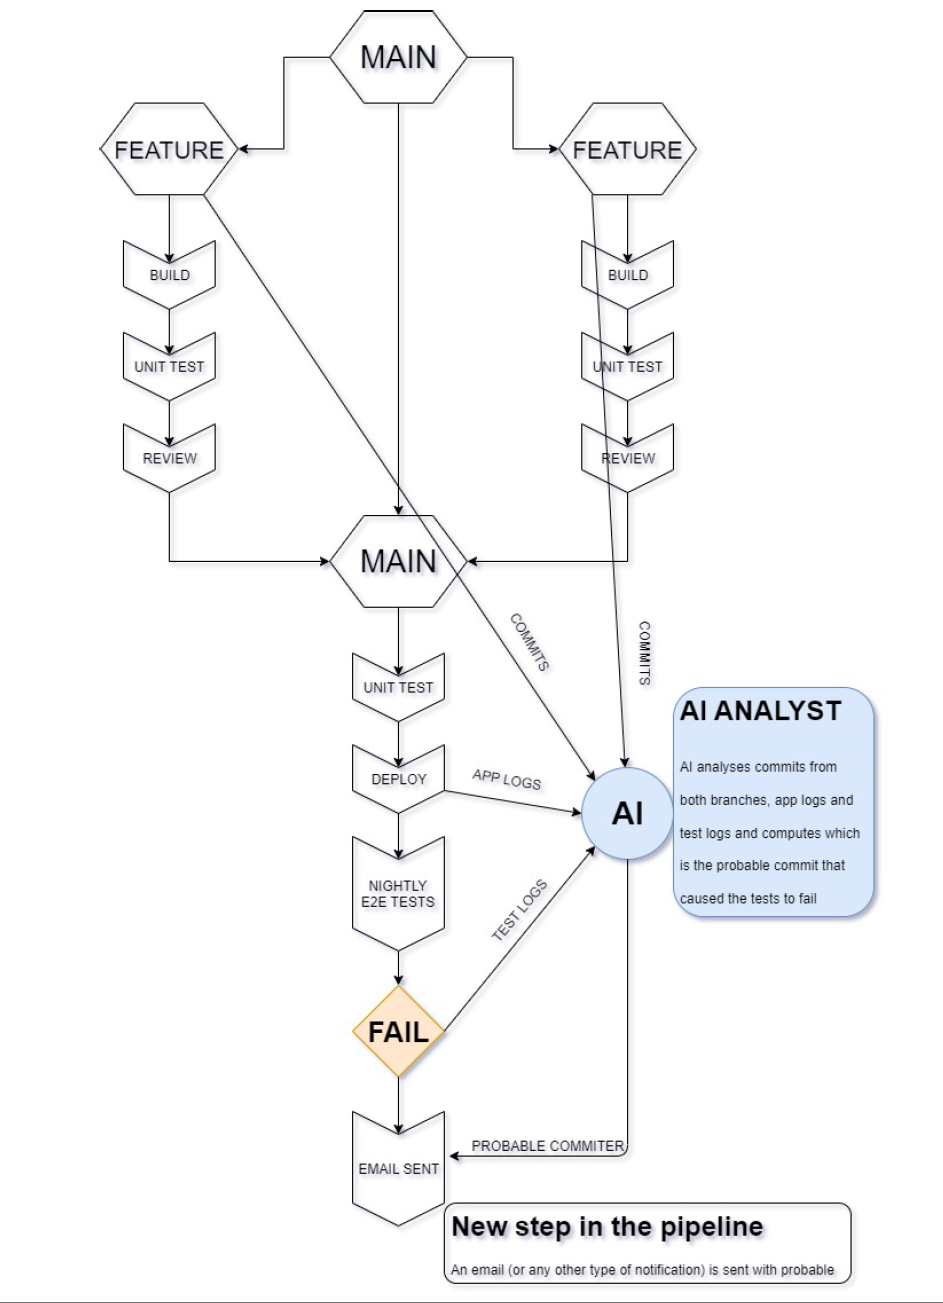 MAIN
FEATURE
FEATURE
BUILD
BUILD
UNIT TEST
UNIT TEST
REVIEW
REVIEW
MAIN
COMMITS
COMMITS
UNIT TEST
DEPLOY
APP LOGS
AI
AI ANALYST
AI analyses commits from
both branches, app logs and
test logs and computes which
is the probable commit that
caused the tests to fail
NIGHTLY
E2E TESTS
TEST LOGS
FAIL
PROBABLE COMMITER
EMAIL SENT
New step in the pipeline
An email (or any other type of notification) is sent with probable